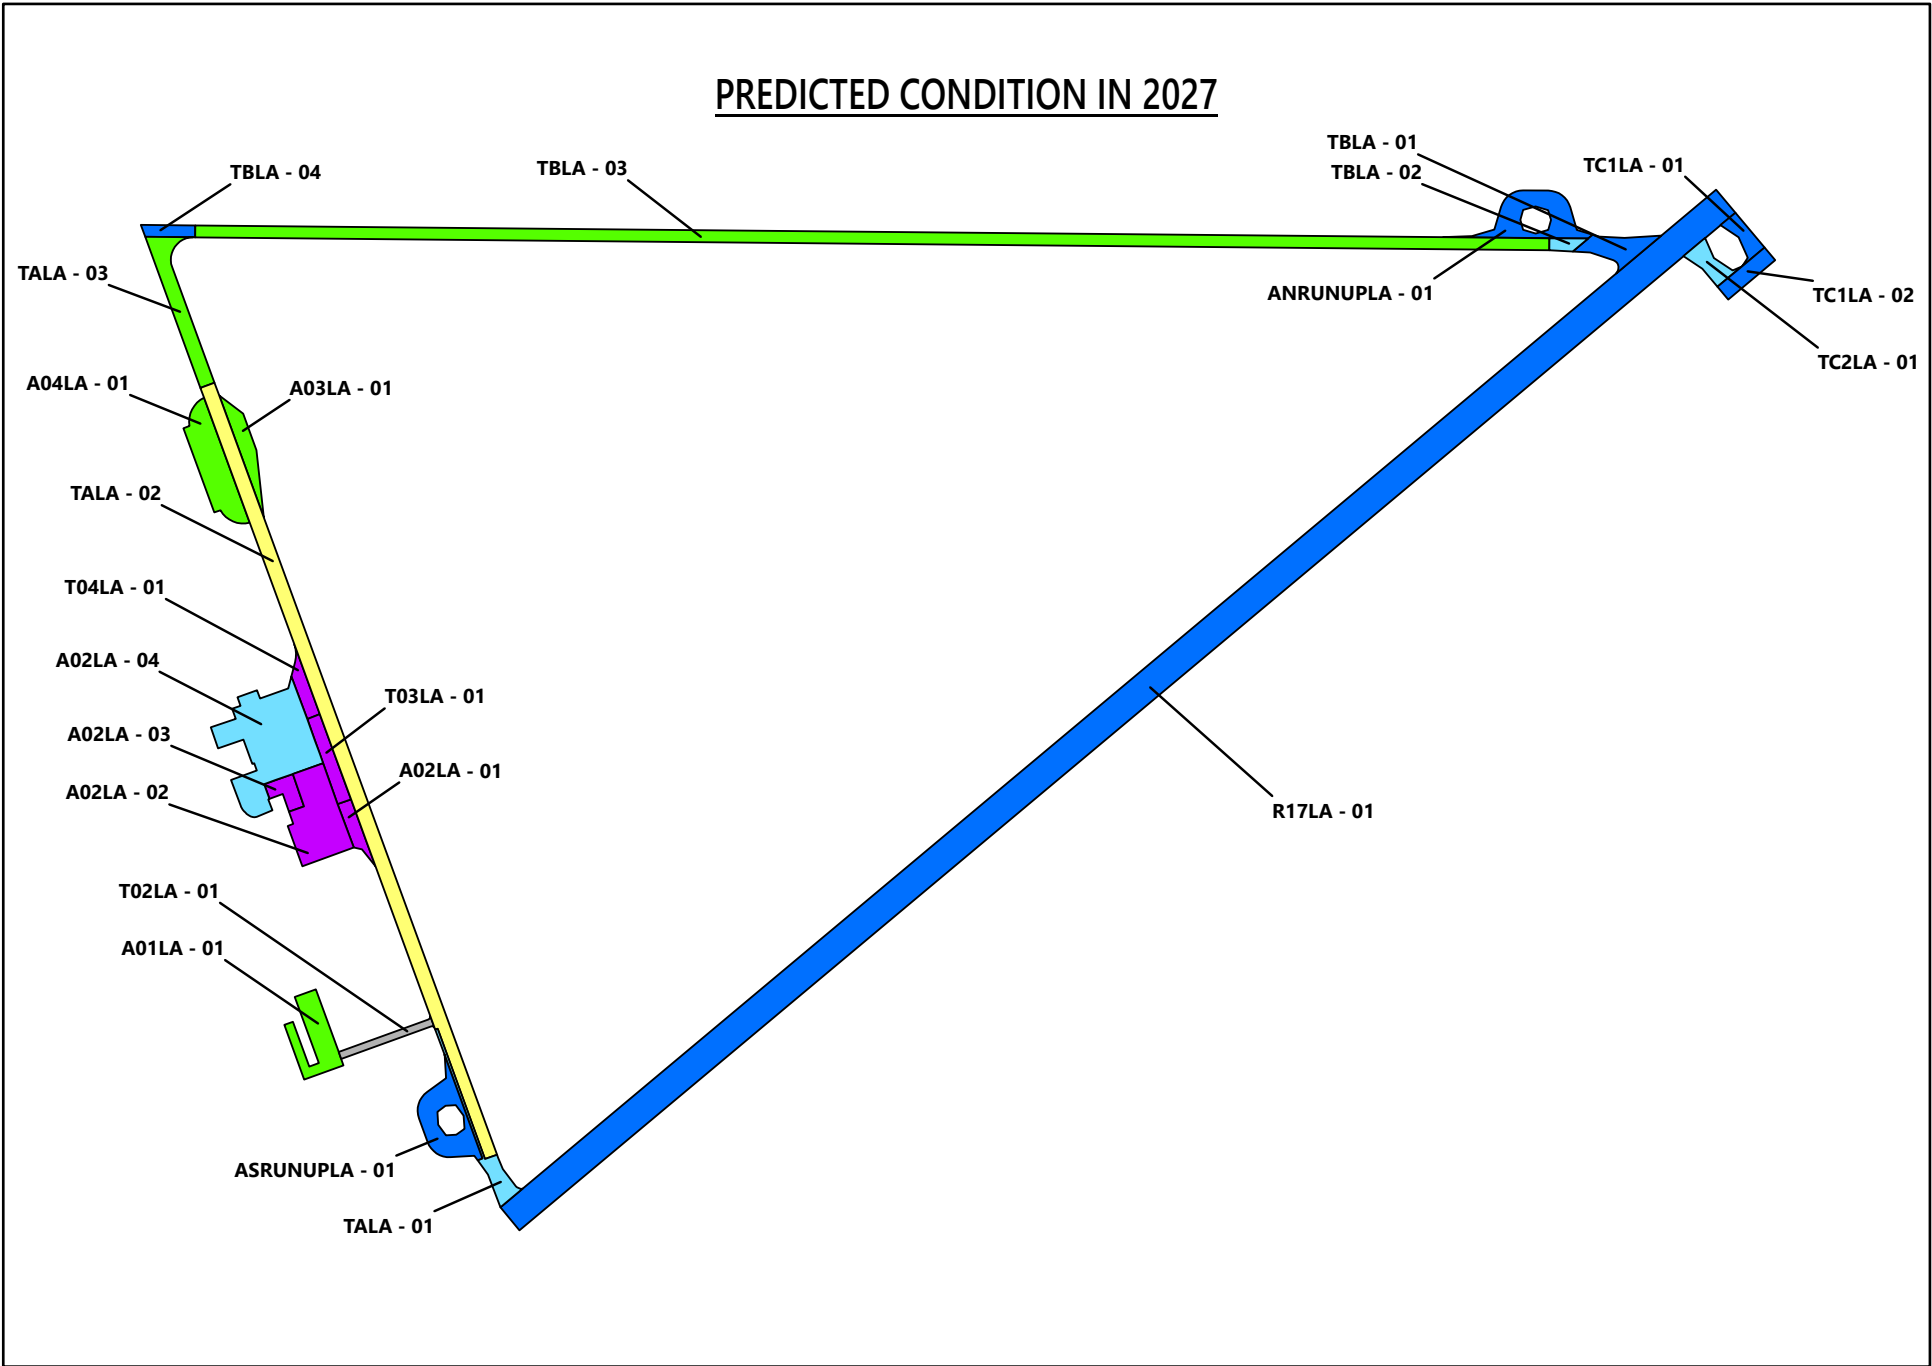 PREDICTED CONDITION IN 2027
TBLA - 01
TBLA - 02
TBLA - 03
TC1LA - 01
TBLA - 04
TALA - 03
ANRUNUPLA - 01
TC1LA - 02
TC2LA - 01
A04LA - 01
A03LA - 01
TALA - 02
T04LA - 01
A02LA - 04
T03LA - 01
A02LA - 03
A02LA - 01
A02LA - 02
R17LA - 01
T02LA - 01
A01LA - 01
ASRUNUPLA - 01
TALA - 01